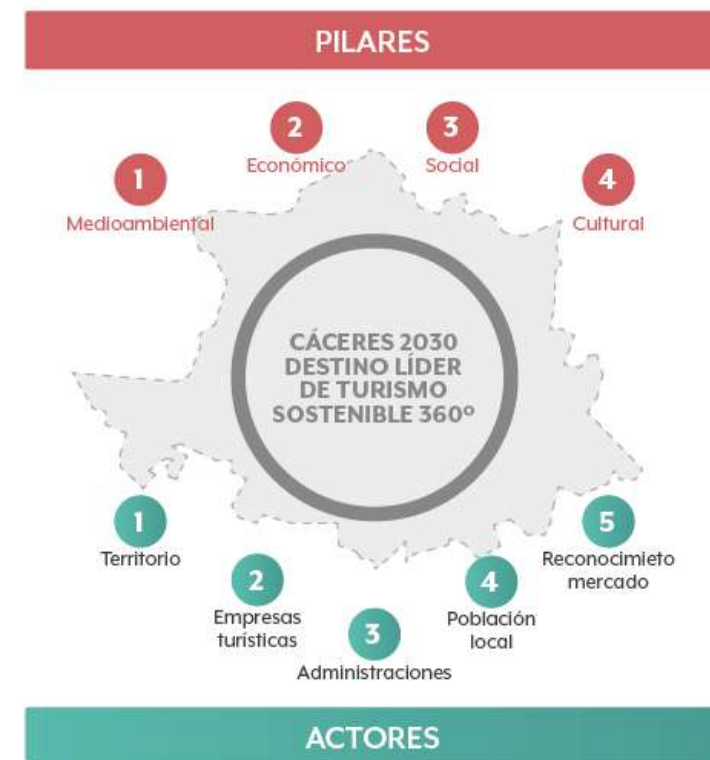 PILARES
1
Medioambiental
2
Económico
3
Social
4
Cultural
CÁCERES 2030
DESTINO LÍDER
DE TURISMO
SOSTENIBLE 360º
1
Territorio
2
Empresas
turísticas
3
Administraciones
4
Población
local
5
Reconocimieto
mercado
ACTORES